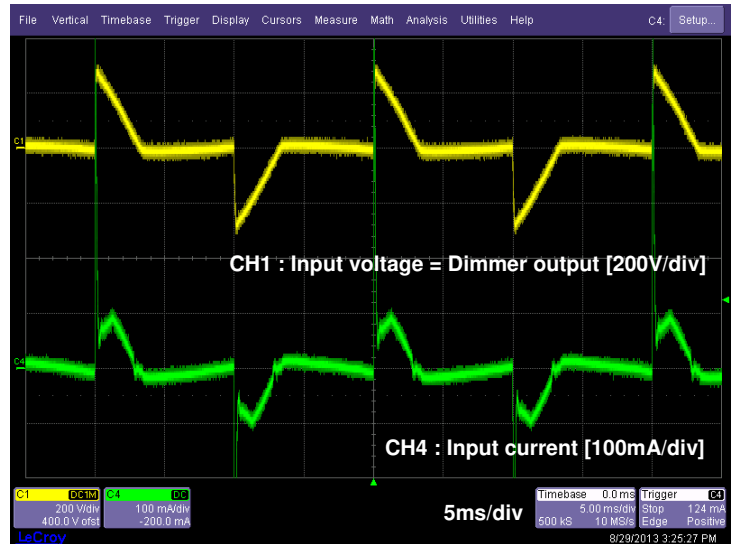 File Vertical Timebase Trigger Display Cursors Measure Math Analysis Utilities Help C4: Setup...
C1
CH1 : Input voltage = Dimmer output [200V/div]
C4
CH4 : Input current [100mA/div]
C1 DC1M C4 DC
200 V/div 100 mA/div
400.0 V ofst -200.0 mA
5ms/div
Timebase 0.0 ms Trigger C4
5.00 ms/div Stop 124 mA
500 kS 10 MS/s Edge Positive
LeCroy 8/29/2013 3:25:27 PM